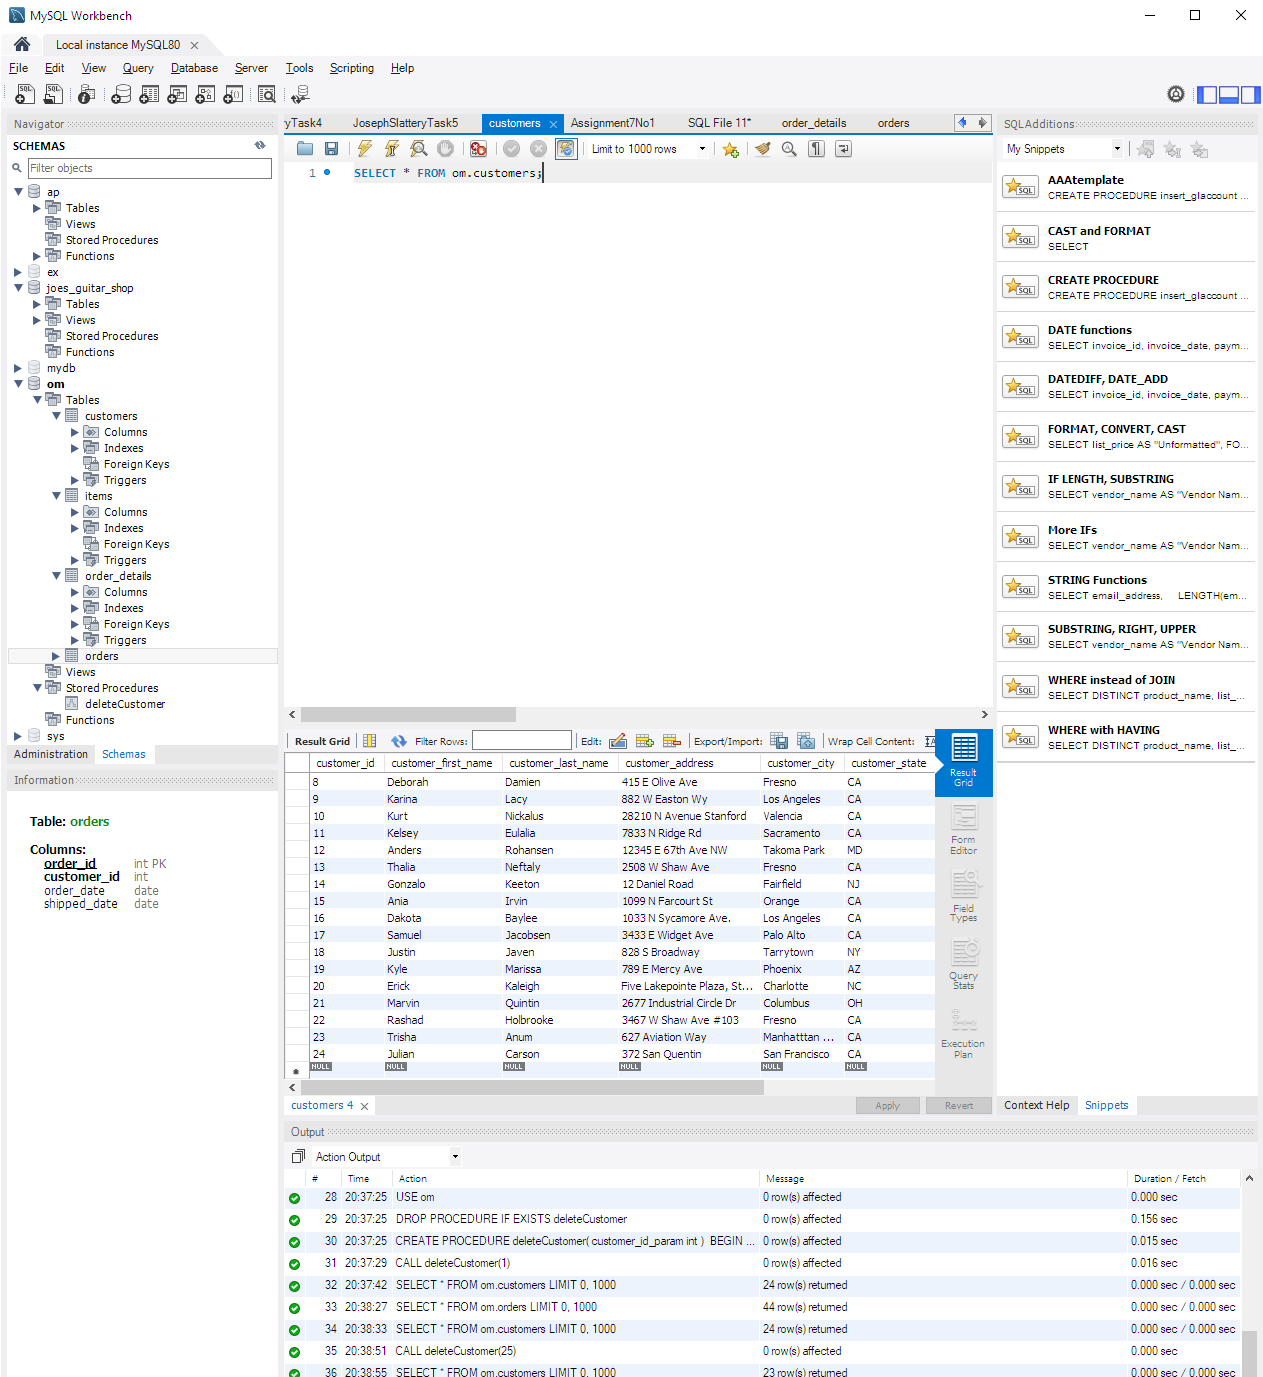 MySQL Workbench
Local instance MySQL80
File Edit View Query Database Server Tools Scripting Help
Navigator
SCHEMAS
Filter objects
ap
Tables
Views
Stored Procedures
Functions
ex
joes_guitar_shop
Tables
Views
Stored Procedures
Functions
mydb
om
Tables
customers
Columns
Indexes
Foreign Keys
Triggers
items
Columns
Indexes
Foreign Keys
Triggers
order_details
Columns
Indexes
Foreign Keys
Triggers
orders
Views
Stored Procedures
deleteCustomer
Functions
sys
Administration Schemas
Information
Table: orders
Columns:
order_id int PK
customer_id int
order_date date
shipped_date date
yTask4 JosephSlatteryTask5 customers Assignment7No1 SQL File 11* order_details orders
Limit to 1000 rows
1 SELECT * FROM om.customers;
Result Grid Filter Rows: Edit: Export/Import: Wrap Cell Content:
customer_id customer_first_name customer_last_name customer_address customer_city customer_state
8 Deborah Damien 415 E Olive Ave Fresno CA
9 Karina Lacy 882 W Easton Wy Los Angeles CA
10 Kurt Nickalus 28210 N Avenue Stanford Valencia CA
11 Kelsey Eulalia 7833 N Ridge Rd Sacramento CA
12 Anders Rohansen 12345 E 67th Ave NW Takoma Park MD
13 Thalia Neftaly 2508 W Shaw Ave Fresno CA
14 Gonzalo Keeton 12 Daniel Road Fairfield NJ
15 Ania Irvin 1099 N Farcourt St Orange CA
16 Dakota Baylee 1033 N Sycamore Ave. Los Angeles CA
17 Samuel Jacobsen 3433 E Widget Ave Palo Alto CA
18 Justin Javen 828 S Broadway Tarrytown NY
19 Kyle Marissa 789 E Mercy Ave Phoenix AZ
20 Erick Kaleigh Five Lakepointe Plaza, St... Charlotte NC
21 Marvin Quintin 2677 Industrial Circle Dr Columbus OH
22 Rashad Holbrooke 3467 W Shaw Ave #103 Fresno CA
23 Trisha Anum 627 Aviation Way Manhatttan ... CA
24 Julian Carson 372 San Quentin San Francisco CA
NULL NULL NULL NULL NULL NULL
Result Grid
Form Editor
Field Types
Query Stats
Execution Plan
customers 4 Apply Revert
SQLAdditions
My Snippets
AAAtemplate
CREATE PROCEDURE insert_glaccount ...
CAST and FORMAT
SELECT
CREATE PROCEDURE
CREATE PROCEDURE insert_glaccount ...
DATE functions
SELECT invoice_id, invoice_date, paym...
DATEDIFF, DATE_ADD
SELECT invoice_id, invoice_date, paym...
FORMAT, CONVERT, CAST
SELECT list_price AS "Unformatted", FO...
IF LENGTH, SUBSTRING
SELECT vendor_name AS "Vendor Nam...
More IFs
SELECT vendor_name AS "Vendor Nam...
STRING Functions
SELECT email_address, LENGTH(em...
SUBSTRING, RIGHT, UPPER
SELECT vendor_name AS "Vendor Nam...
WHERE instead of JOIN
SELECT DISTINCT product_name, list_...
WHERE with HAVING
SELECT DISTINCT product_name, list_...
Context Help Snippets
Output
Action Output
# Time Action Message Duration / Fetch
28 20:37:25 USE om 0 row(s) affected 0.000 sec
29 20:37:25 DROP PROCEDURE IF EXISTS deleteCustomer 0 row(s) affected 0.156 sec
30 20:37:25 CREATE PROCEDURE deleteCustomer( customer_id_param int ) BEGIN ... 0 row(s) affected 0.015 sec
31 20:37:29 CALL deleteCustomer(1) 0 row(s) affected 0.016 sec
32 20:37:42 SELECT * FROM om.customers LIMIT 0, 1000 24 row(s) returned 0.000 sec / 0.000 sec
33 20:38:27 SELECT * FROM om.orders LIMIT 0, 1000 44 row(s) returned 0.000 sec / 0.000 sec
34 20:38:33 SELECT * FROM om.customers LIMIT 0, 1000 24 row(s) returned 0.000 sec / 0.000 sec
35 20:38:51 CALL deleteCustomer(25) 0 row(s) affected 0.000 sec
36 20:38:55 SELECT * FROM om.customers LIMIT 0, 1000 23 row(s) returned 0.000 sec / 0.000 sec